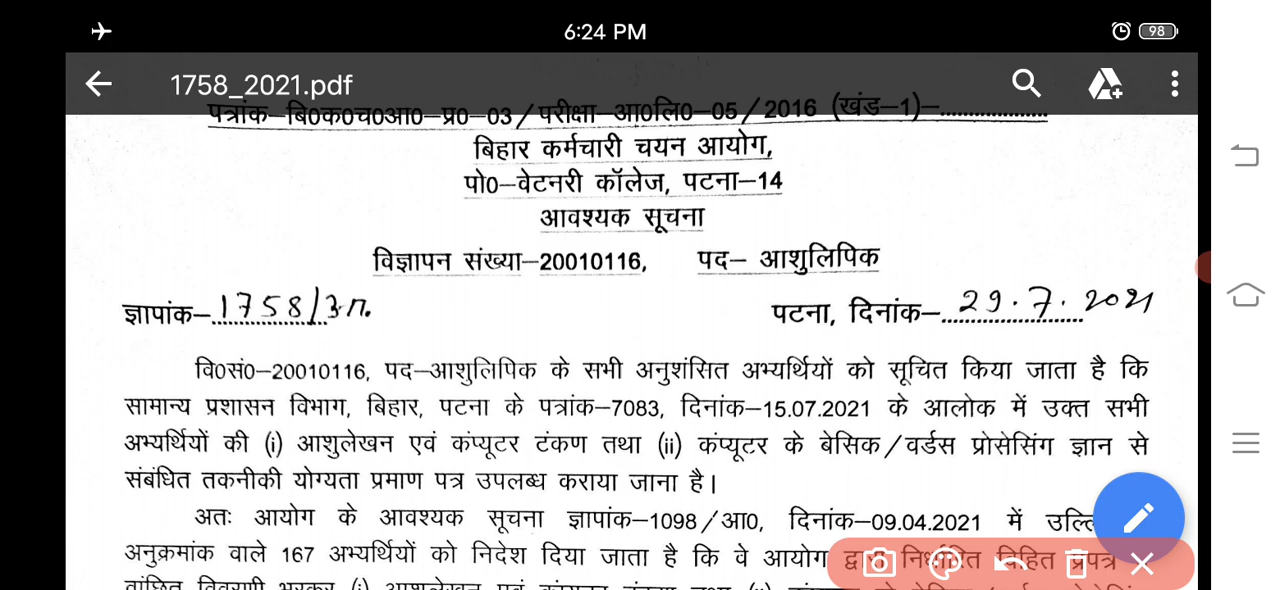 6:24 PM
98
1758_2021.pdf
पत्रांक–बि0क0च0आ0–प्र0–03/परीक्षा–आ0लि0–05/2016 (खंड–1)–..................
बिहार कर्मचारी चयन आयोग,
पो0–वेटनरी कॉलेज, पटना–14
आवश्यक सूचना
विज्ञापन संख्या–20010116, पद– आशुलिपिक
ज्ञापांक–1758/आ. पटना, दिनांक–29.7.2021
वि0सं0–20010116, पद–आशुलिपिक के सभी अनुशंसित अभ्यर्थियों को सूचित किया जाता है कि
सामान्य प्रशासन विभाग, बिहार, पटना के पत्रांक–7083, दिनांक–15.07.2021 के आलोक में उक्त सभी
अभ्यर्थियों की (i) आशुलेखन एवं कंप्यूटर टंकण तथा (ii) कंप्यूटर के बेसिक/वर्डस प्रोसेसिंग ज्ञान से
संबंधित तकनीकी योग्यता प्रमाण पत्र उपलब्ध कराया जाना है।
अतः आयोग के आवश्यक सूचना ज्ञापांक–1098/आ0, दिनांक–09.04.2021 में
अनुक्रमांक वाले 167 अभ्यर्थियों को निदेश दिया जाता है कि वे आयोग द्वारा निर्धारित विहित प्रपत्र